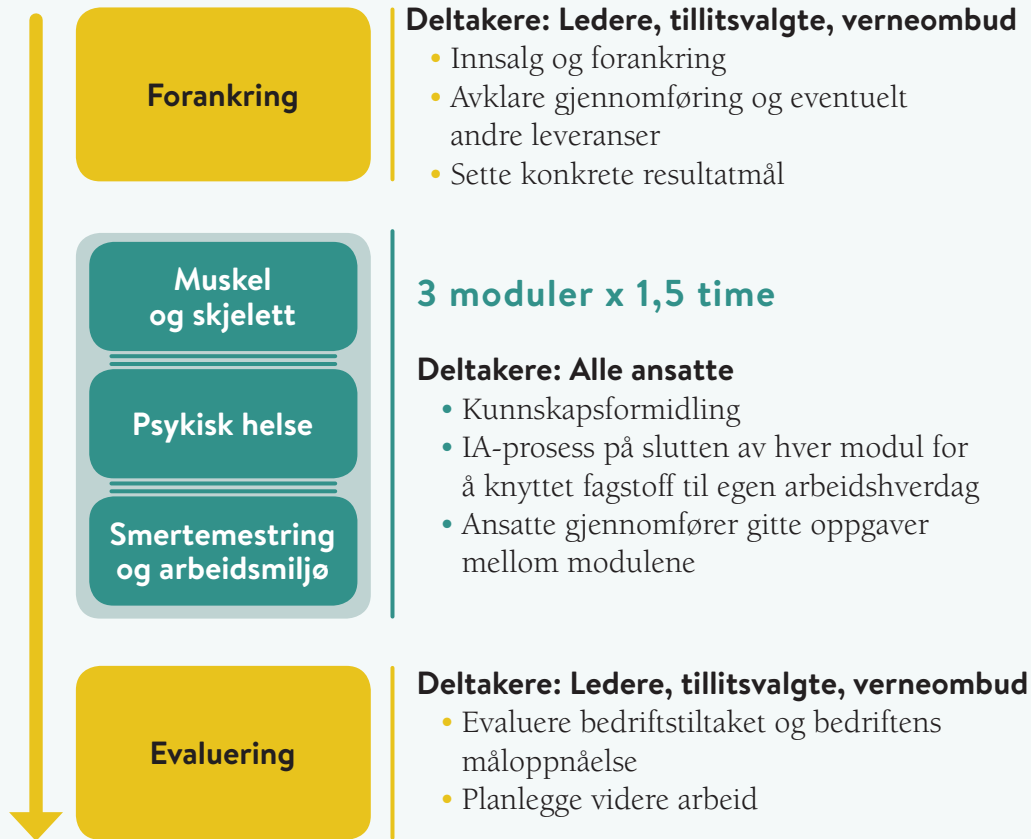 Forankring
Deltakere: Ledere, tillitsvalgte, verneombud
• Innsalg og forankring
• Avklare gjennomføring og eventuelt
andre leveranser
• Sette konkrete resultatmål
Muskel
og skjelett
Psykisk helse
Smertemestring
og arbeidsmiljø
3 moduler x 1,5 time
Deltakere: Alle ansatte
• Kunnskapsformidling
• IA-prosess på slutten av hver modul for
å knyttet fagstoff til egen arbeidshverdag
• Ansatte gjennomfører gitte oppgaver
mellom modulene
Evaluering
Deltakere: Ledere, tillitsvalgte, verneombud
• Evaluere bedriftstiltaket og bedriftens
måloppnåelse
• Planlegge videre arbeid